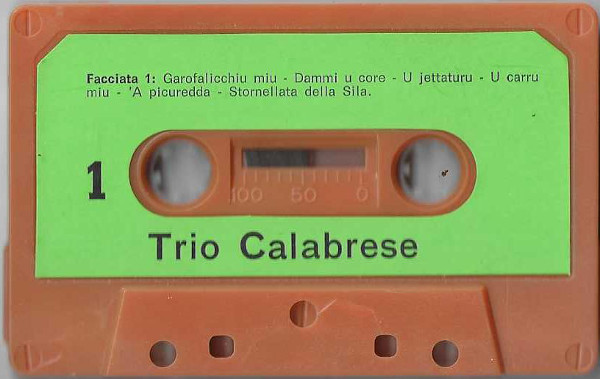 Facciata 1: Garofalicchiu miu - Dammi u core - U jettaturu - U carru
miu - 'A picuredda - Stornellata della Sila.
1
100 50 0
Trio Calabrese